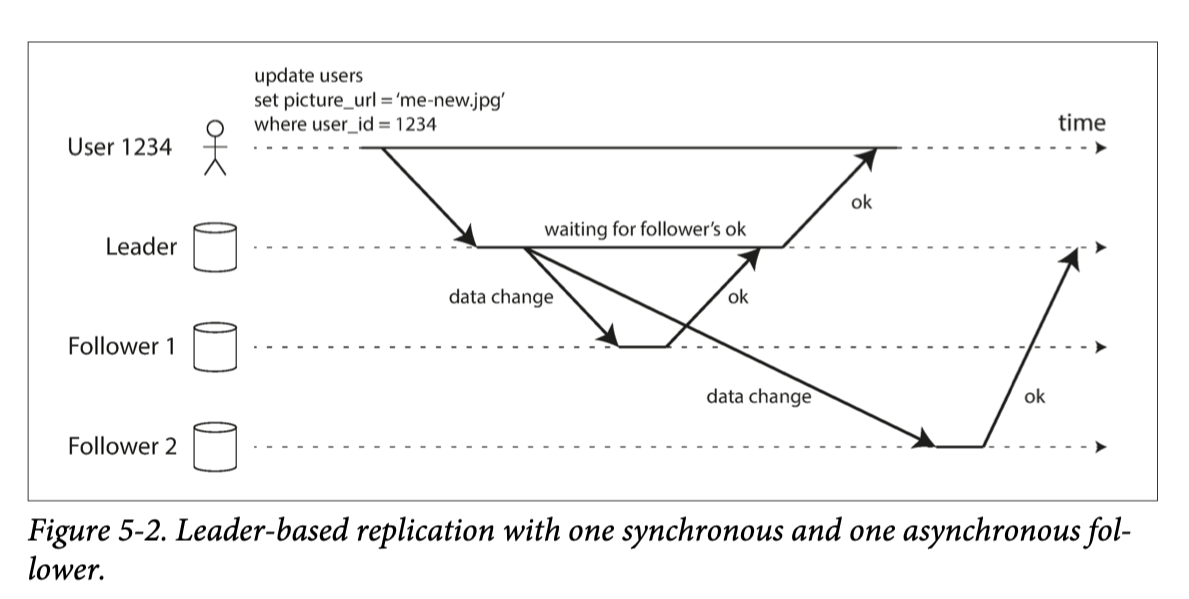 update users
set picture_url = ‘me-new.jpg’
where user_id = 1234
time
User 1234
ok
waiting for follower’s ok
Leader
data change
ok
Follower 1
data change
ok
Follower 2
Figure 5-2. Leader-based replication with one synchronous and one asynchronous fol-
lower.